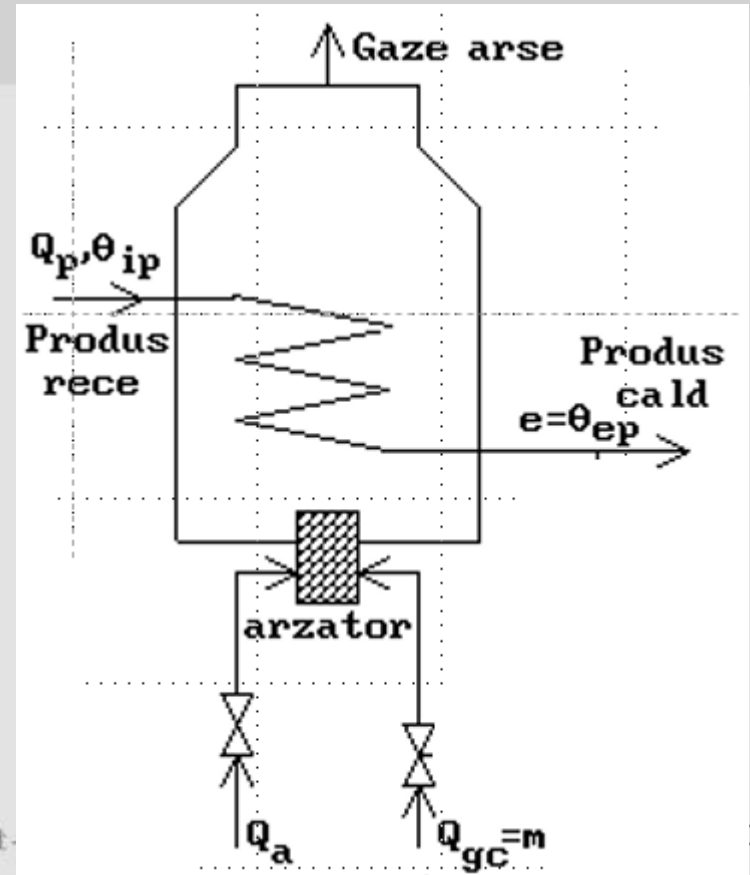 Gaze arse
Qp,θip
Produs
rece
Produs
cald
e=θep
arzator
Qa
Qgc=m